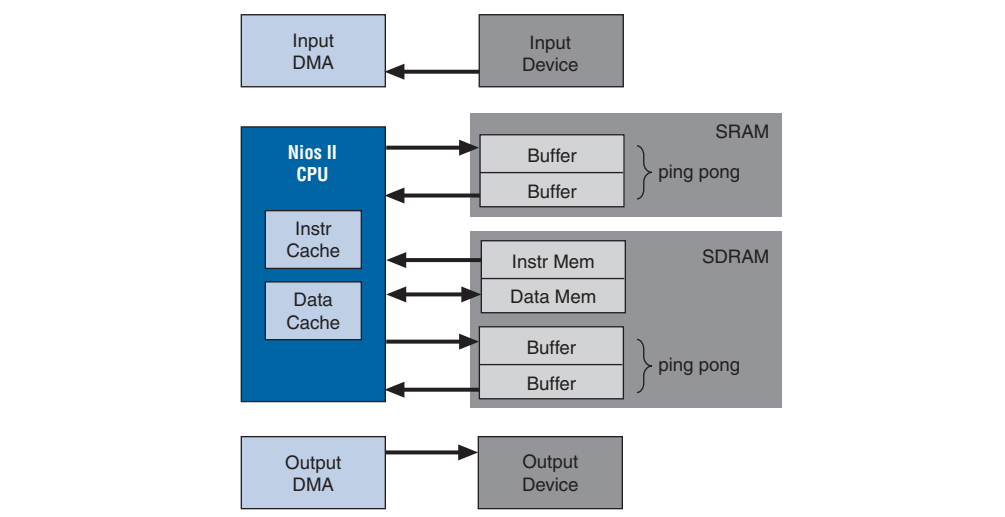 Input
DMA
Input
Device
Nios II
CPU
Instr
Cache
Data
Cache
SRAM
Buffer
Buffer
ping pong
SDRAM
Instr Mem
Data Mem
Buffer
Buffer
ping pong
Output
DMA
Output
Device